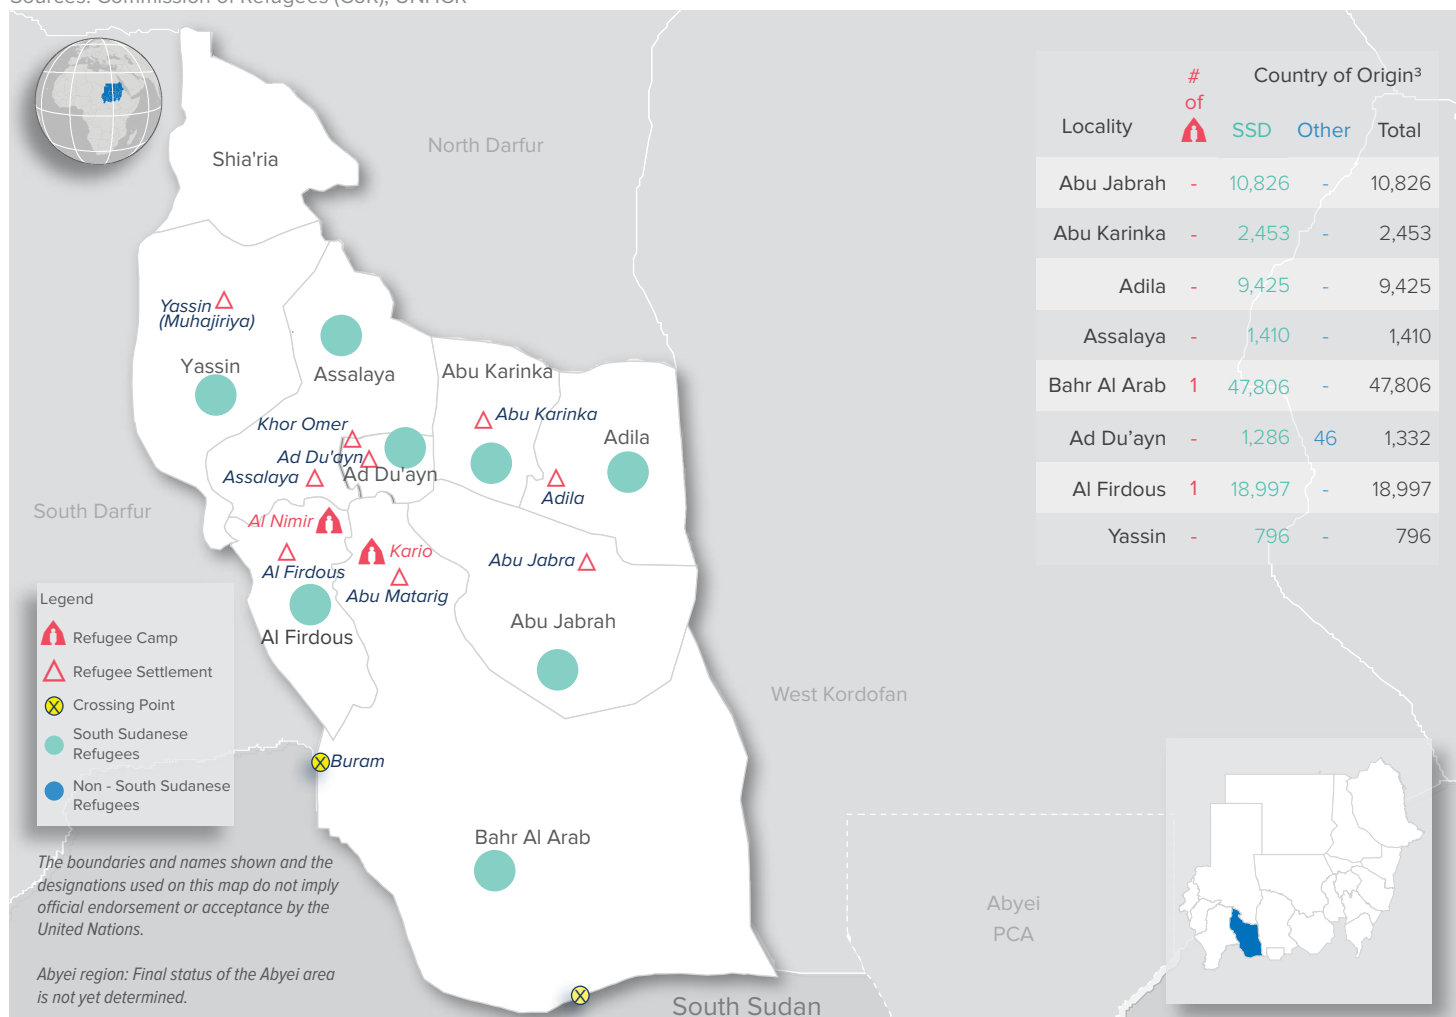 Sources: Commission of Refugees (CoR), UNHCR
North Darfur
Shia'ria
Yassin
(Muhajiriya)
Yassin
Assalaya
Abu Karinka
Khor Omer
Abu Karinka
Adila
Ad Du'ayn
Assalaya
Ad Du'ayn
Adila
South Darfur
Al Nimir
Kario
Abu Jabra
Al Firdous
Abu Matarig
Al Firdous
Abu Jabrah
West Kordofan
Buram
Bahr Al Arab
Abyei
PCA
South Sudan
# of Country of Origin³
Locality SSD Other Total
Abu Jabrah - 10,826 - 10,826
Abu Karinka - 2,453 - 2,453
Adila - 9,425 - 9,425
Assalaya - 1,410 - 1,410
Bahr Al Arab 1 47,806 - 47,806
Ad Du’ayn - 1,286 46 1,332
Al Firdous 1 18,997 - 18,997
Yassin - 796 - 796
Legend
Refugee Camp
Refugee Settlement
Crossing Point
South Sudanese
Refugees
Non - South Sudanese
Refugees
The boundaries and names shown and the
designations used on this map do not imply
official endorsement or acceptance by the
United Nations.
Abyei region: Final status of the Abyei area
is not yet determined.